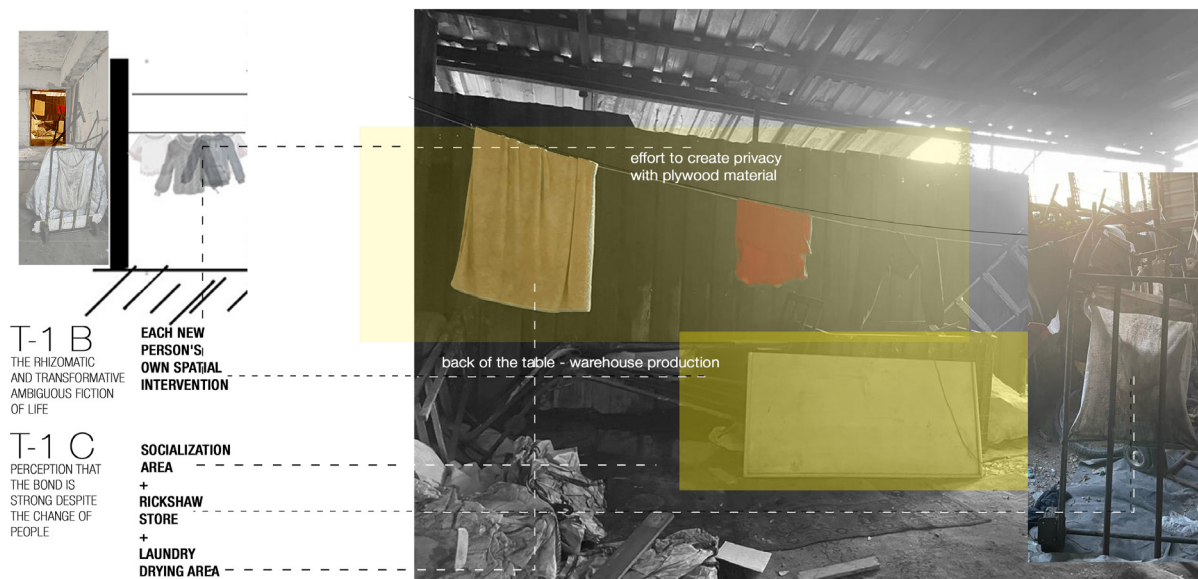 effort to create privacy
with plywood material
back of the table - warehouse production
T-1 B
THE RHIZOMATIC
AND TRANSFORMATIVE
AMBIGUOUS FICTION
OF LIFE
EACH NEW
PERSON'S
OWN SPATIAL
INTERVENTION
T-1 C
PERCEPTION THAT
THE BOND IS
STRONG DESPITE
THE CHANGE OF
PEOPLE
SOCIALIZATION
AREA
+
RICKSHAW
STORE
+
LAUNDRY
DRYING AREA